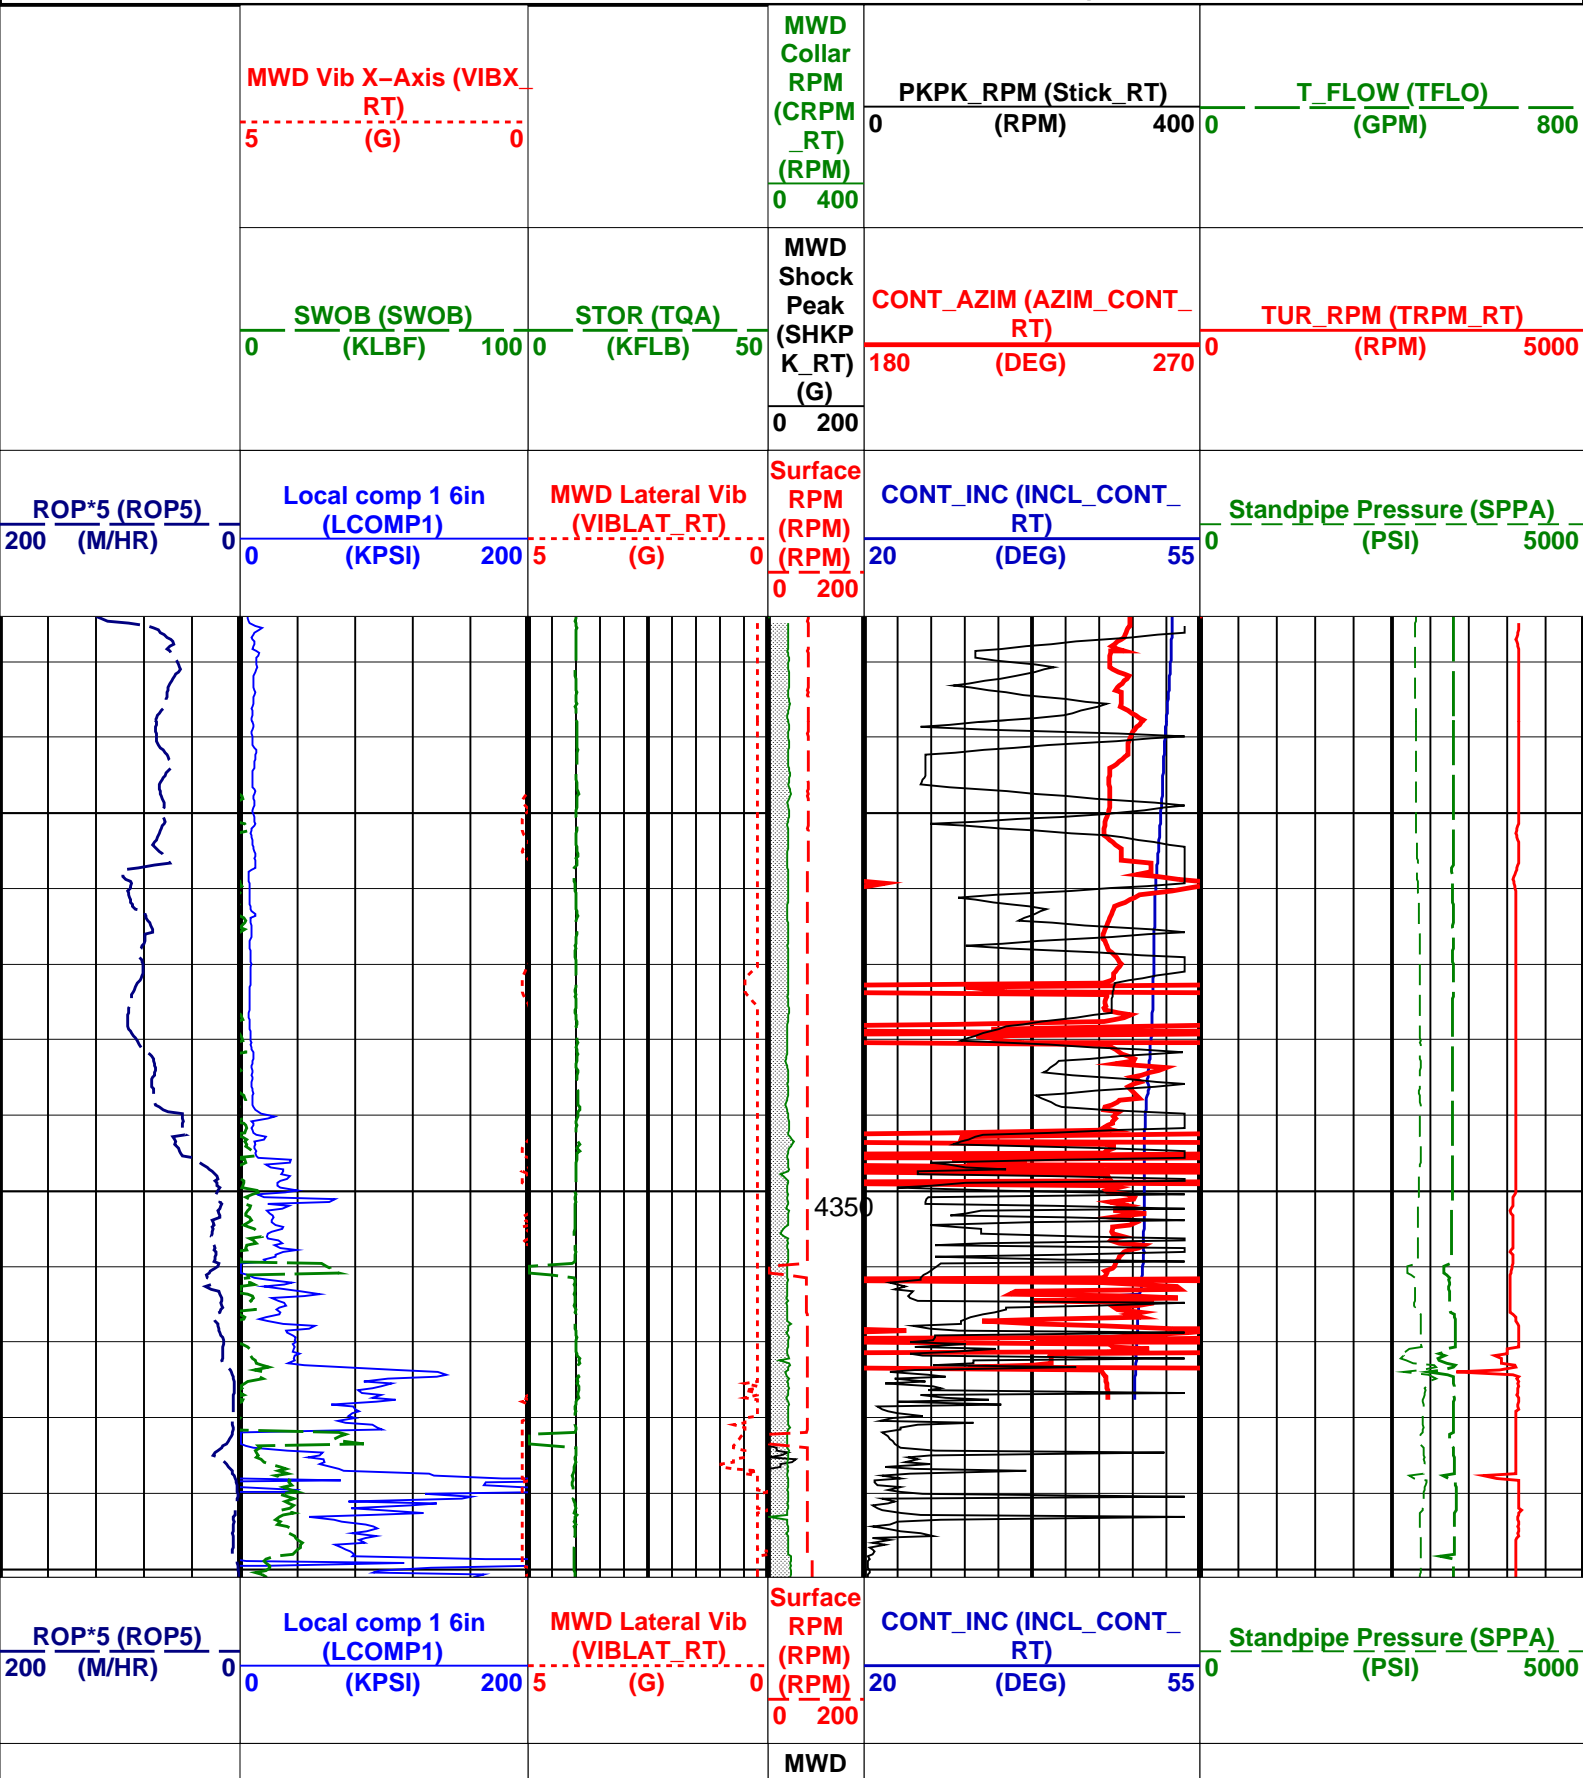 MWD Vib X−Axis (VIBX_
RT)
5 (G) 0
MWD
Collar
RPM
(CRPM
_RT)
(RPM)
0 400
PKPK_RPM (Stick_RT)
0 (RPM) 400
T_FLOW (TFLO)
0 (GPM) 800
SWOB (SWOB)
0 (KLBF) 100
STOR (TQA)
0 (KFLB) 50
MWD
Shock
Peak
(SHKP
K_RT)
(G)
0 200
CONT_AZIM (AZIM_CONT_
RT)
180 (DEG) 270
TUR_RPM (TRPM_RT)
0 (RPM) 5000
ROP*5 (ROP5)
200 (M/HR) 0
Local comp 1 6in
(LCOMP1)
0 (KPSI) 200
MWD Lateral Vib
(VIBLAT_RT)
5 (G) 0
Surface
RPM
(RPM)
(RPM)
0 200
CONT_INC (INCL_CONT_
RT)
20 (DEG) 55
Standpipe Pressure (SPPA)
0 (PSI) 5000
4350
ROP*5 (ROP5)
200 (M/HR) 0
Local comp 1 6in
(LCOMP1)
0 (KPSI) 200
MWD Lateral Vib
(VIBLAT_RT)
5 (G) 0
Surface
RPM
(RPM)
(RPM)
0 200
CONT_INC (INCL_CONT_
RT)
20 (DEG) 55
Standpipe Pressure (SPPA)
0 (PSI) 5000
MWD